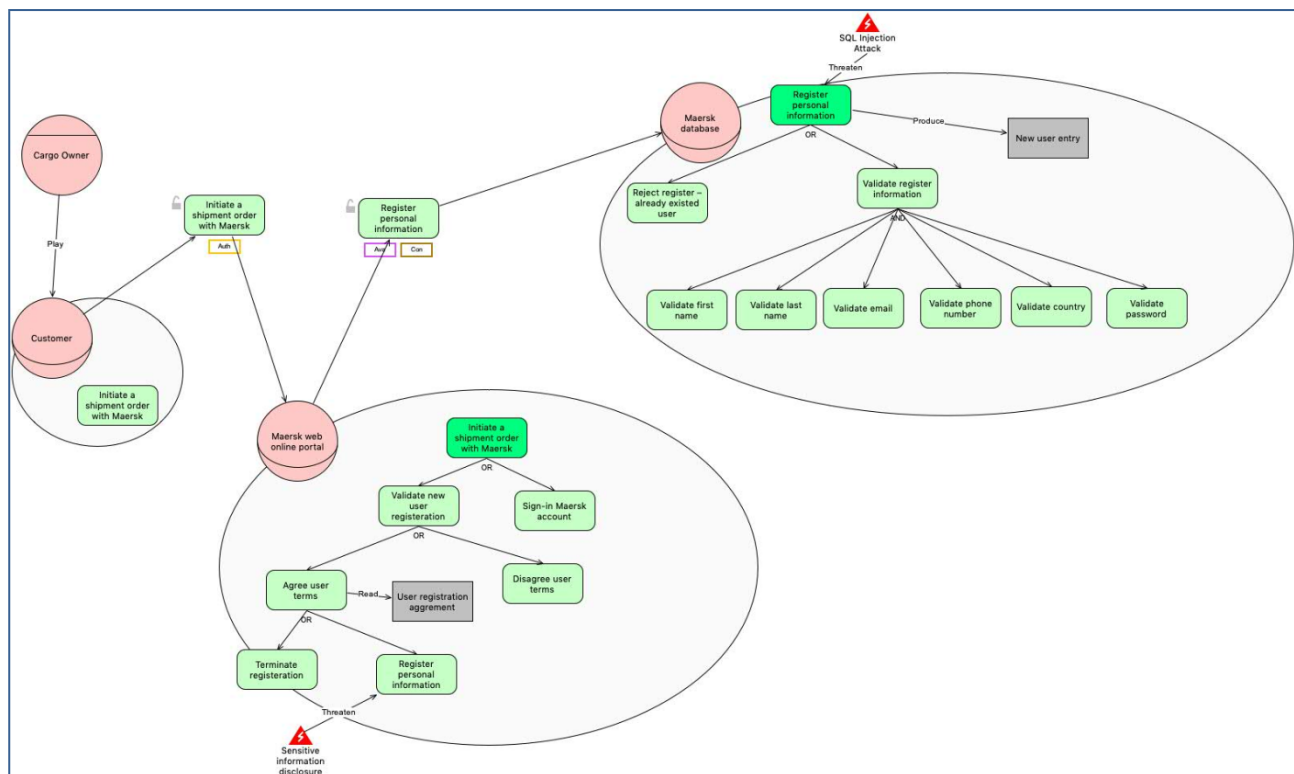 SQL Injection
Attack
Threaten
Register
personal
information
Maersk
database
Produce
New user entry
OR
Cargo Owner
Reject register –
already existed
user
Validate register
information
Initiate a
shipment order
with Maersk
Register
personal
information
AND
Play
Auth
Con
Validate first
name
Validate last
name
Validate email
Validate phone
number
Validate country
Validate
password
Customer
Initiate a
shipment order
with Maersk
Maersk web
online portal
Initiate a
shipment order
with Maersk
OR
Validate new
user
registeration
Sign-in Maersk
account
OR
Agree user
terms
Read
User registration
aggrement
Disagree user
terms
OR
Terminate
registeration
Register
personal
information
Threaten
Sensitive
information
disclosure